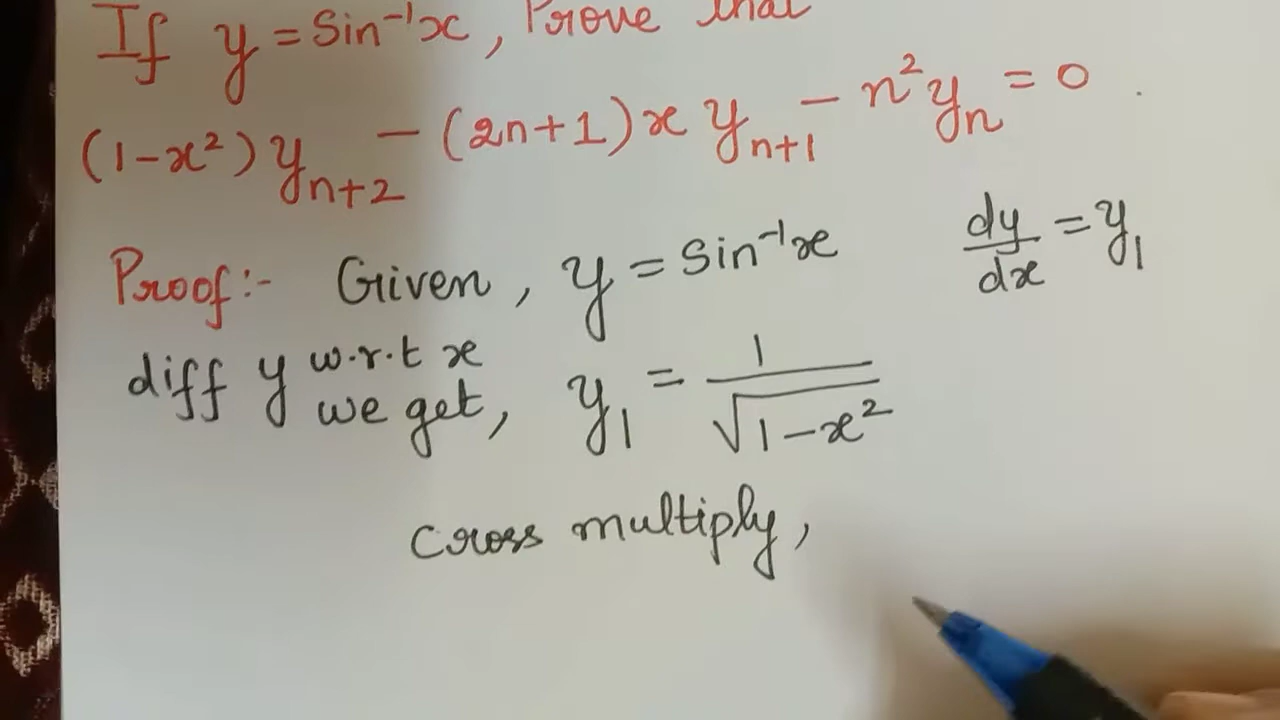 If y = Sin⁻¹x, Prove that
(1-x²) yₙ₊₂ - (2n+1) x yₙ₊₁ - n² yₙ = 0
Proof:- Given, y = Sin⁻¹x dy/dx = y₁
diff y w.r.t x
we get, y₁ = 1/√(1-x²)
Cross multiply,